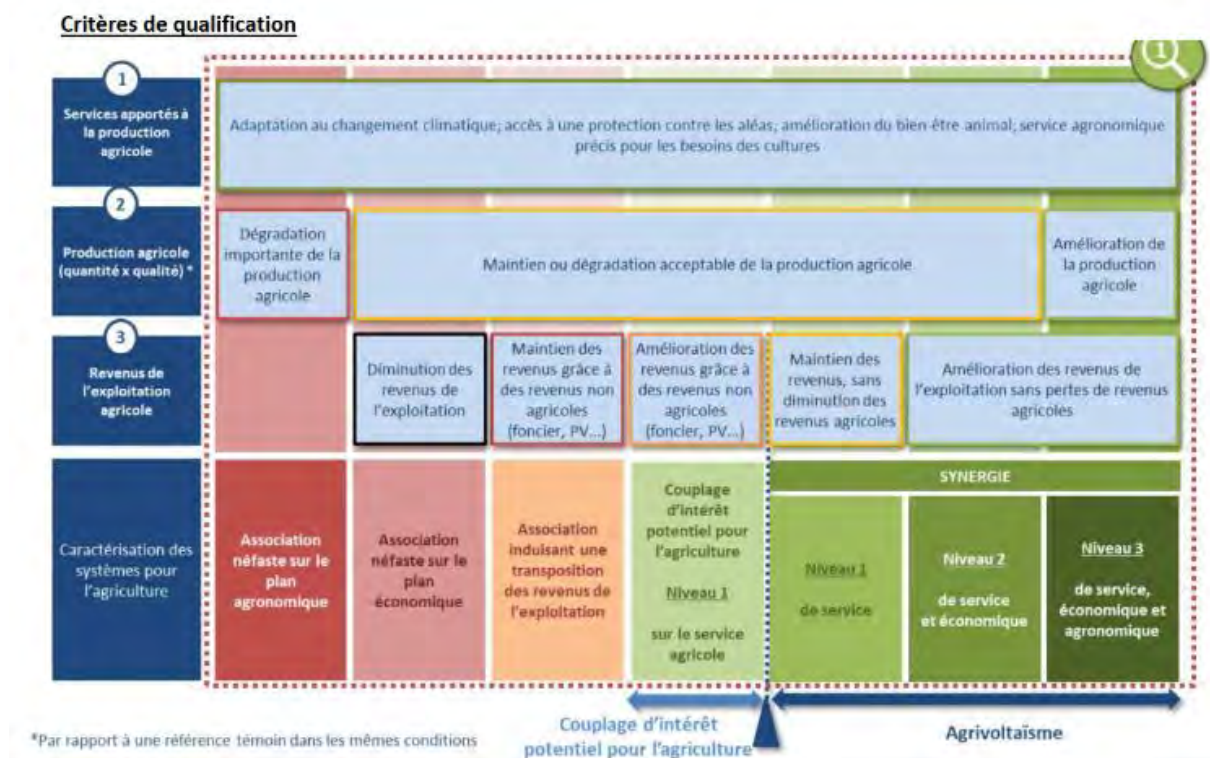 Critères de qualification
1
1
Services apportés à
la production
agricole
Adaptation au changement climatique; accès à une protection contre les aléas, amélioration du bien-être animal; service agronomique
précis pour les besoins des cultures
2
Production agricole
(quantité x qualité) *
Dégradation
importante de la
production
agricole
Maintien ou dégradation acceptable de la production agricole
Amélioration de
la production
agricole
3
Revenus de
l'exploitation
agricole
Diminution des
revenus de
l'exploitation
Maintien des
revenus grâce à
des revenus non
agricoles
(foncier, PV...)
Amélioration des
revenus grâce à
des revenus non
agricoles
(foncier, PV...)
Maintien des
revenus, sans
diminution des
revenus agricoles
Amélioration des revenus de
l'exploitation sans pertes de revenus
agricoles
Caractérisation des
systèmes pour
l'agriculture
Association
néfaste sur le
plan
agronomique
Association
néfaste sur le
plan
économique
Association
induisant une
transposition
des revenus de
l'exploitation
Couplage
d'intérêt
potentiel pour
l'agriculture
Niveau 1
sur le service
agricole
SYNERGIE
Niveau 1
de service
Niveau 2
de service
et économique
Niveau 3
de service,
économique et
agronomique
*Par rapport à une référence témoin dans les mêmes conditions
Couplage d'intérêt
potentiel pour l'agriculture
Agrivoltaïsme